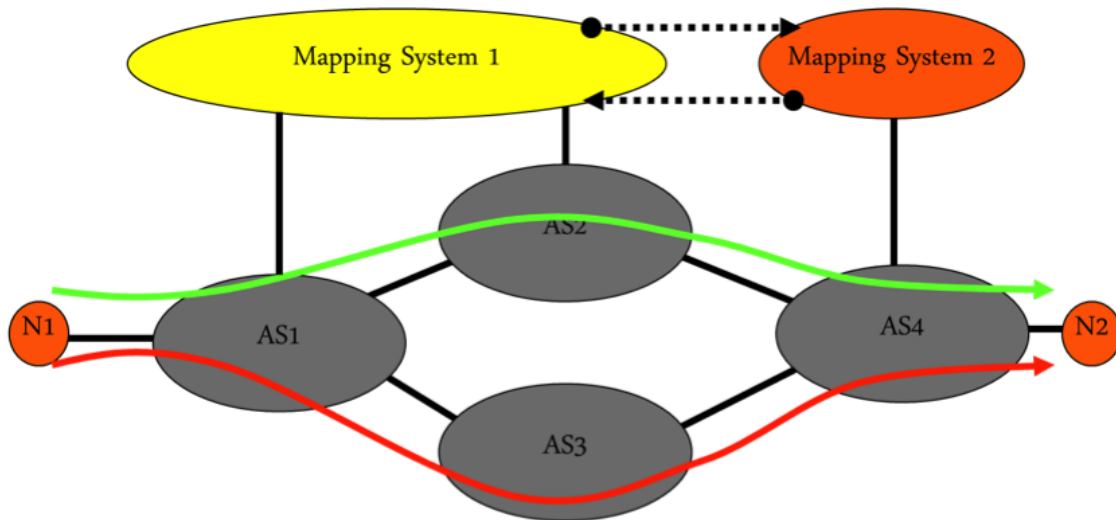 Mapping System 1
Mapping System 2
AS2
N1
AS1
AS4
N2
AS3